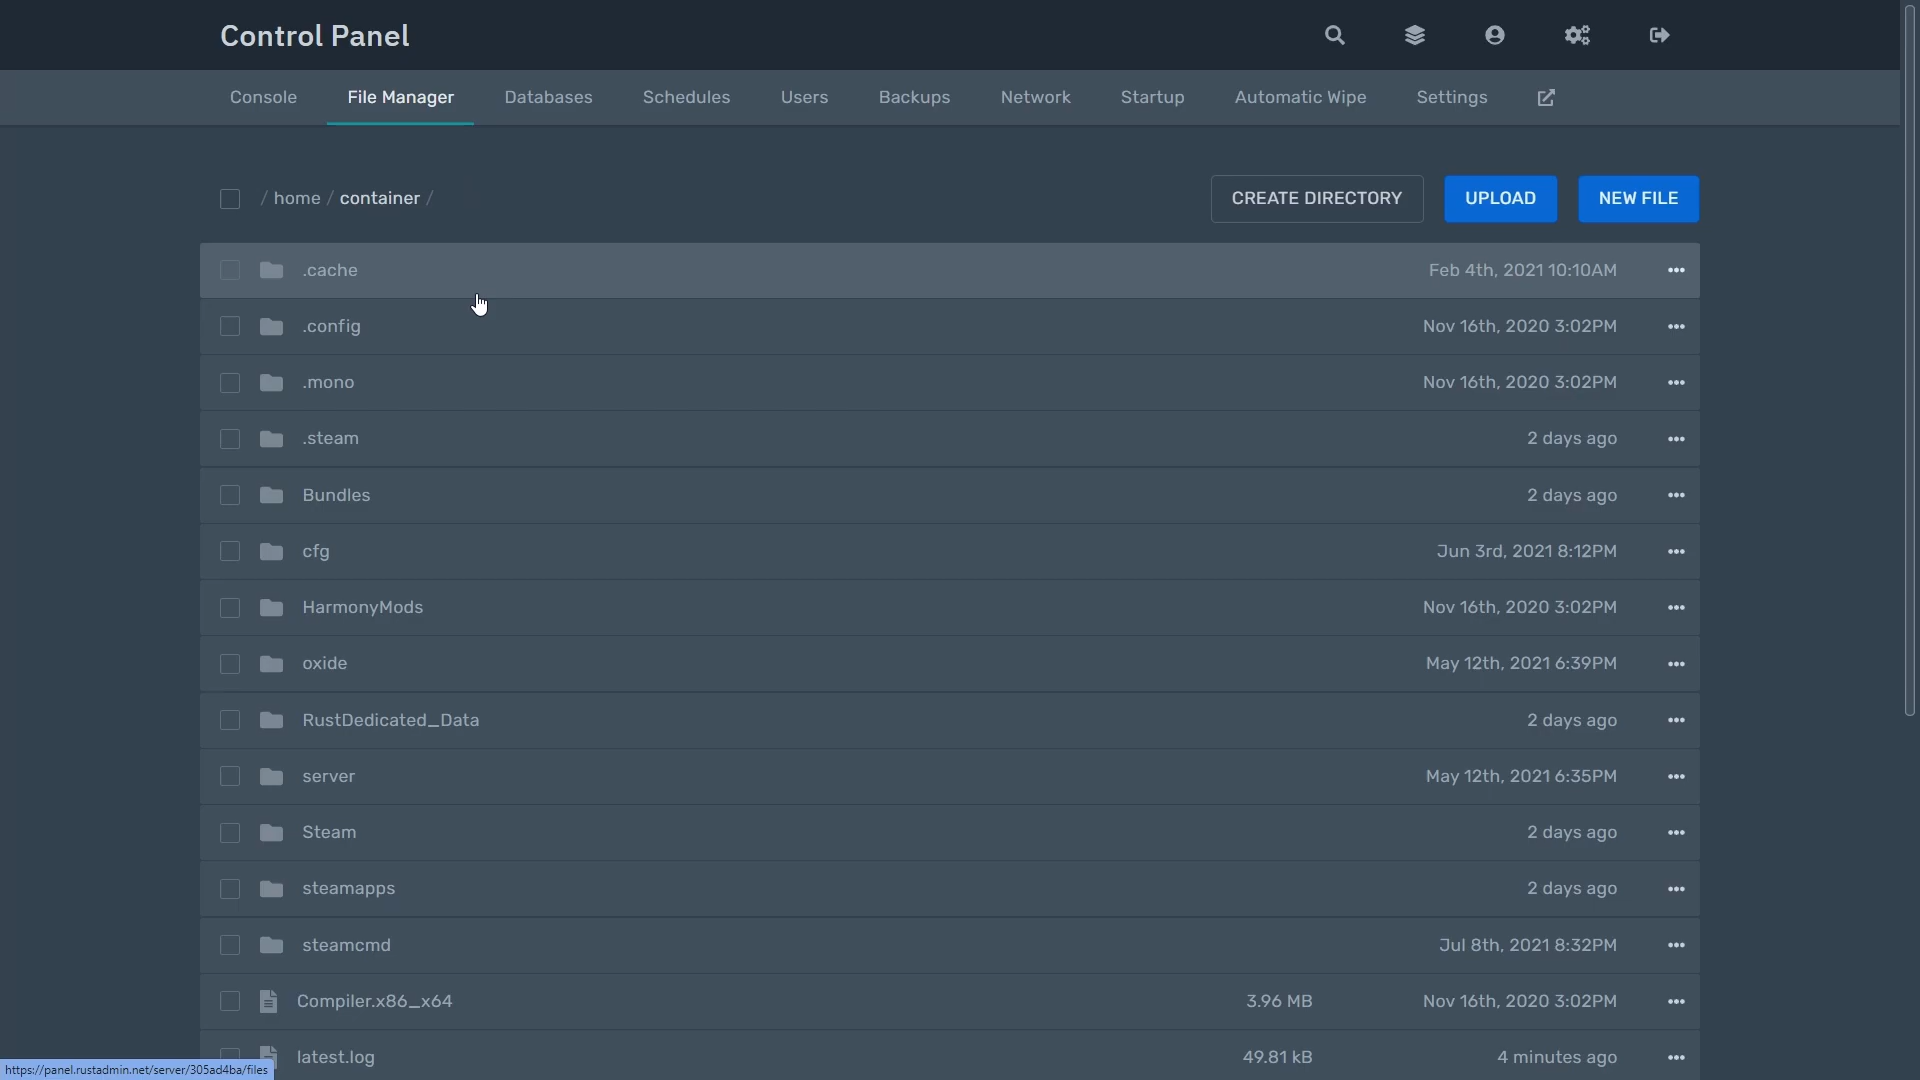 Control Panel
Console File Manager Databases Schedules Users Backups Network Startup Automatic Wipe Settings
/ home / container /
CREATE DIRECTORY UPLOAD NEW FILE
.cache Feb 4th, 2021 10:10AM
.config Nov 16th, 2020 3:02PM
.mono Nov 16th, 2020 3:02PM
.steam 2 days ago
Bundles 2 days ago
cfg Jun 3rd, 2021 8:12PM
HarmonyMods Nov 16th, 2020 3:02PM
oxide May 12th, 2021 6:39PM
RustDedicated_Data 2 days ago
server May 12th, 2021 6:35PM
Steam 2 days ago
steamapps 2 days ago
steamcmd Jul 8th, 2021 8:32PM
Compiler.x86_x64 3.96 MB Nov 16th, 2020 3:02PM
latest.log 49.81 kB 4 minutes ago
https://panel.rustadmin.net/server/305ad4ba/files